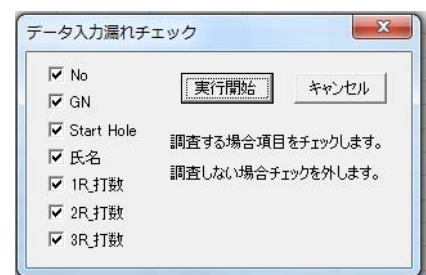 データ入力漏れチェック
No
GN
Start Hole
氏名
1R_打数
2R_打数
3R_打数
実行開始
キャンセル
調査する場合項目をチェックします。
調査しない場合チェックを外します。